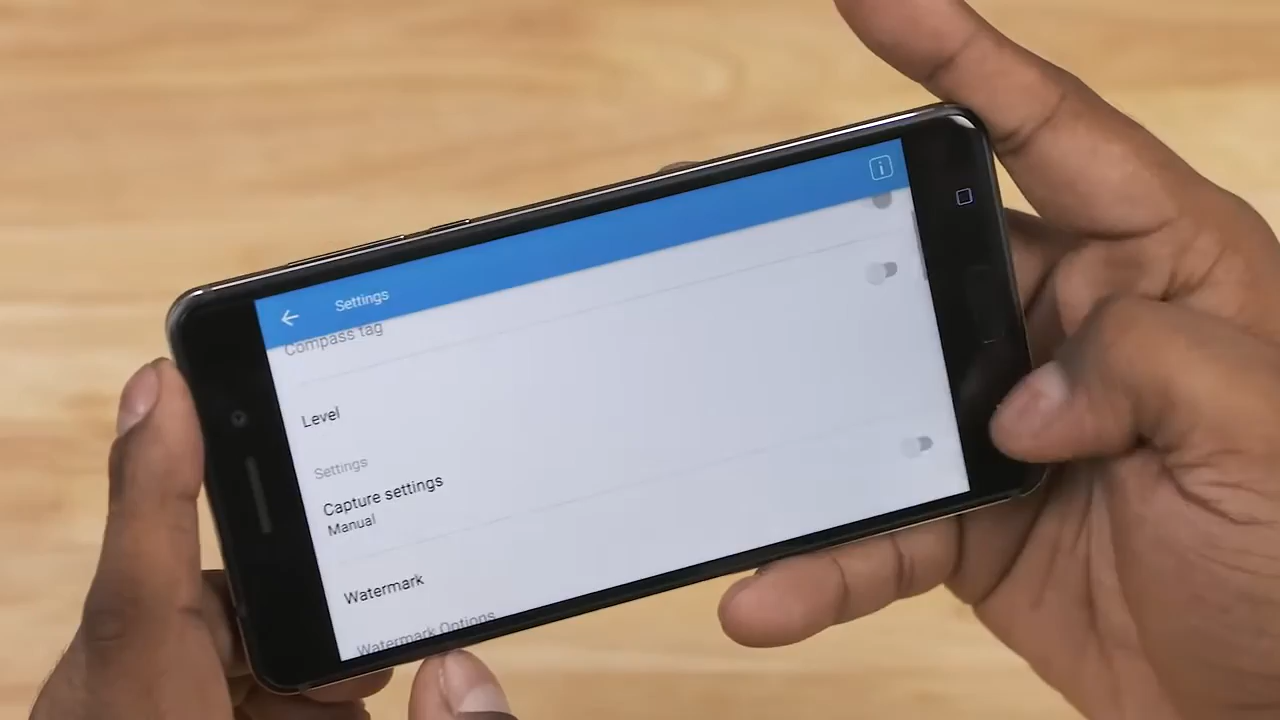 Settings
Compass tag
Level
Settings
Capture settings
Manual
Watermark
Watermark Options